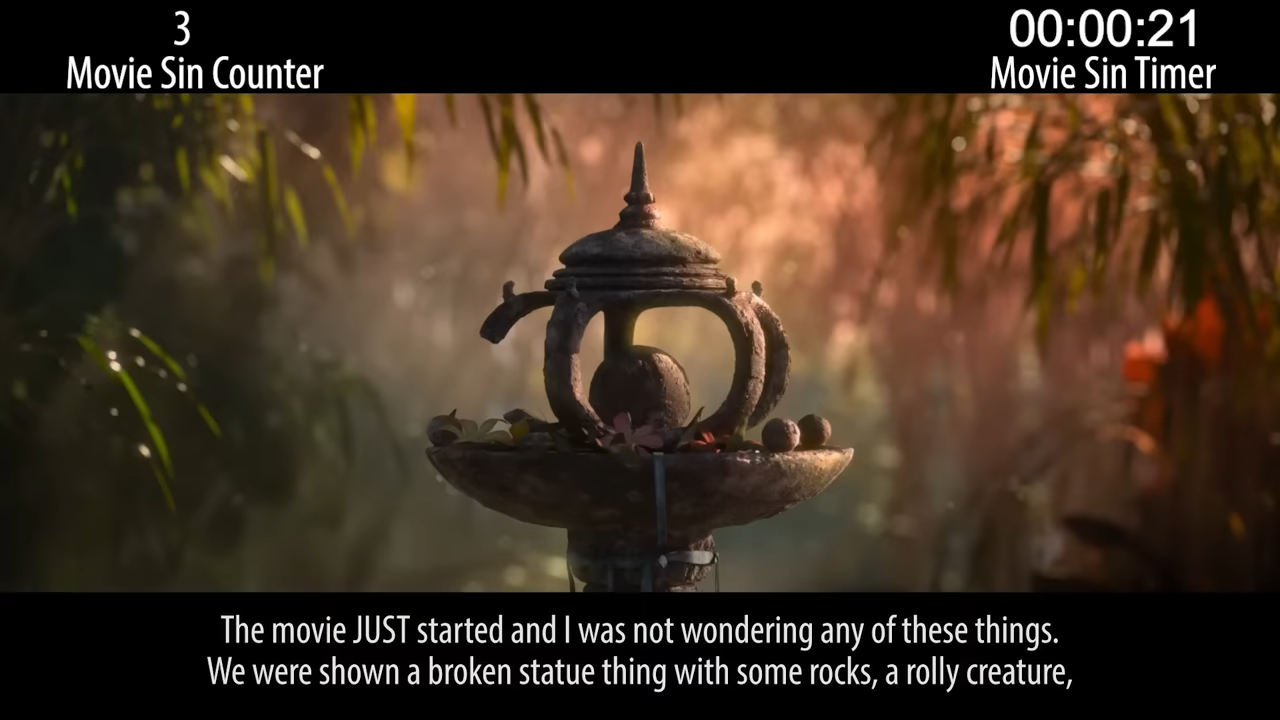 3
Movie Sin Counter
00:00:21
Movie Sin Timer
The movie JUST started and I was not wondering any of these things.
We were shown a broken statue thing with some rocks, a rolly creature,